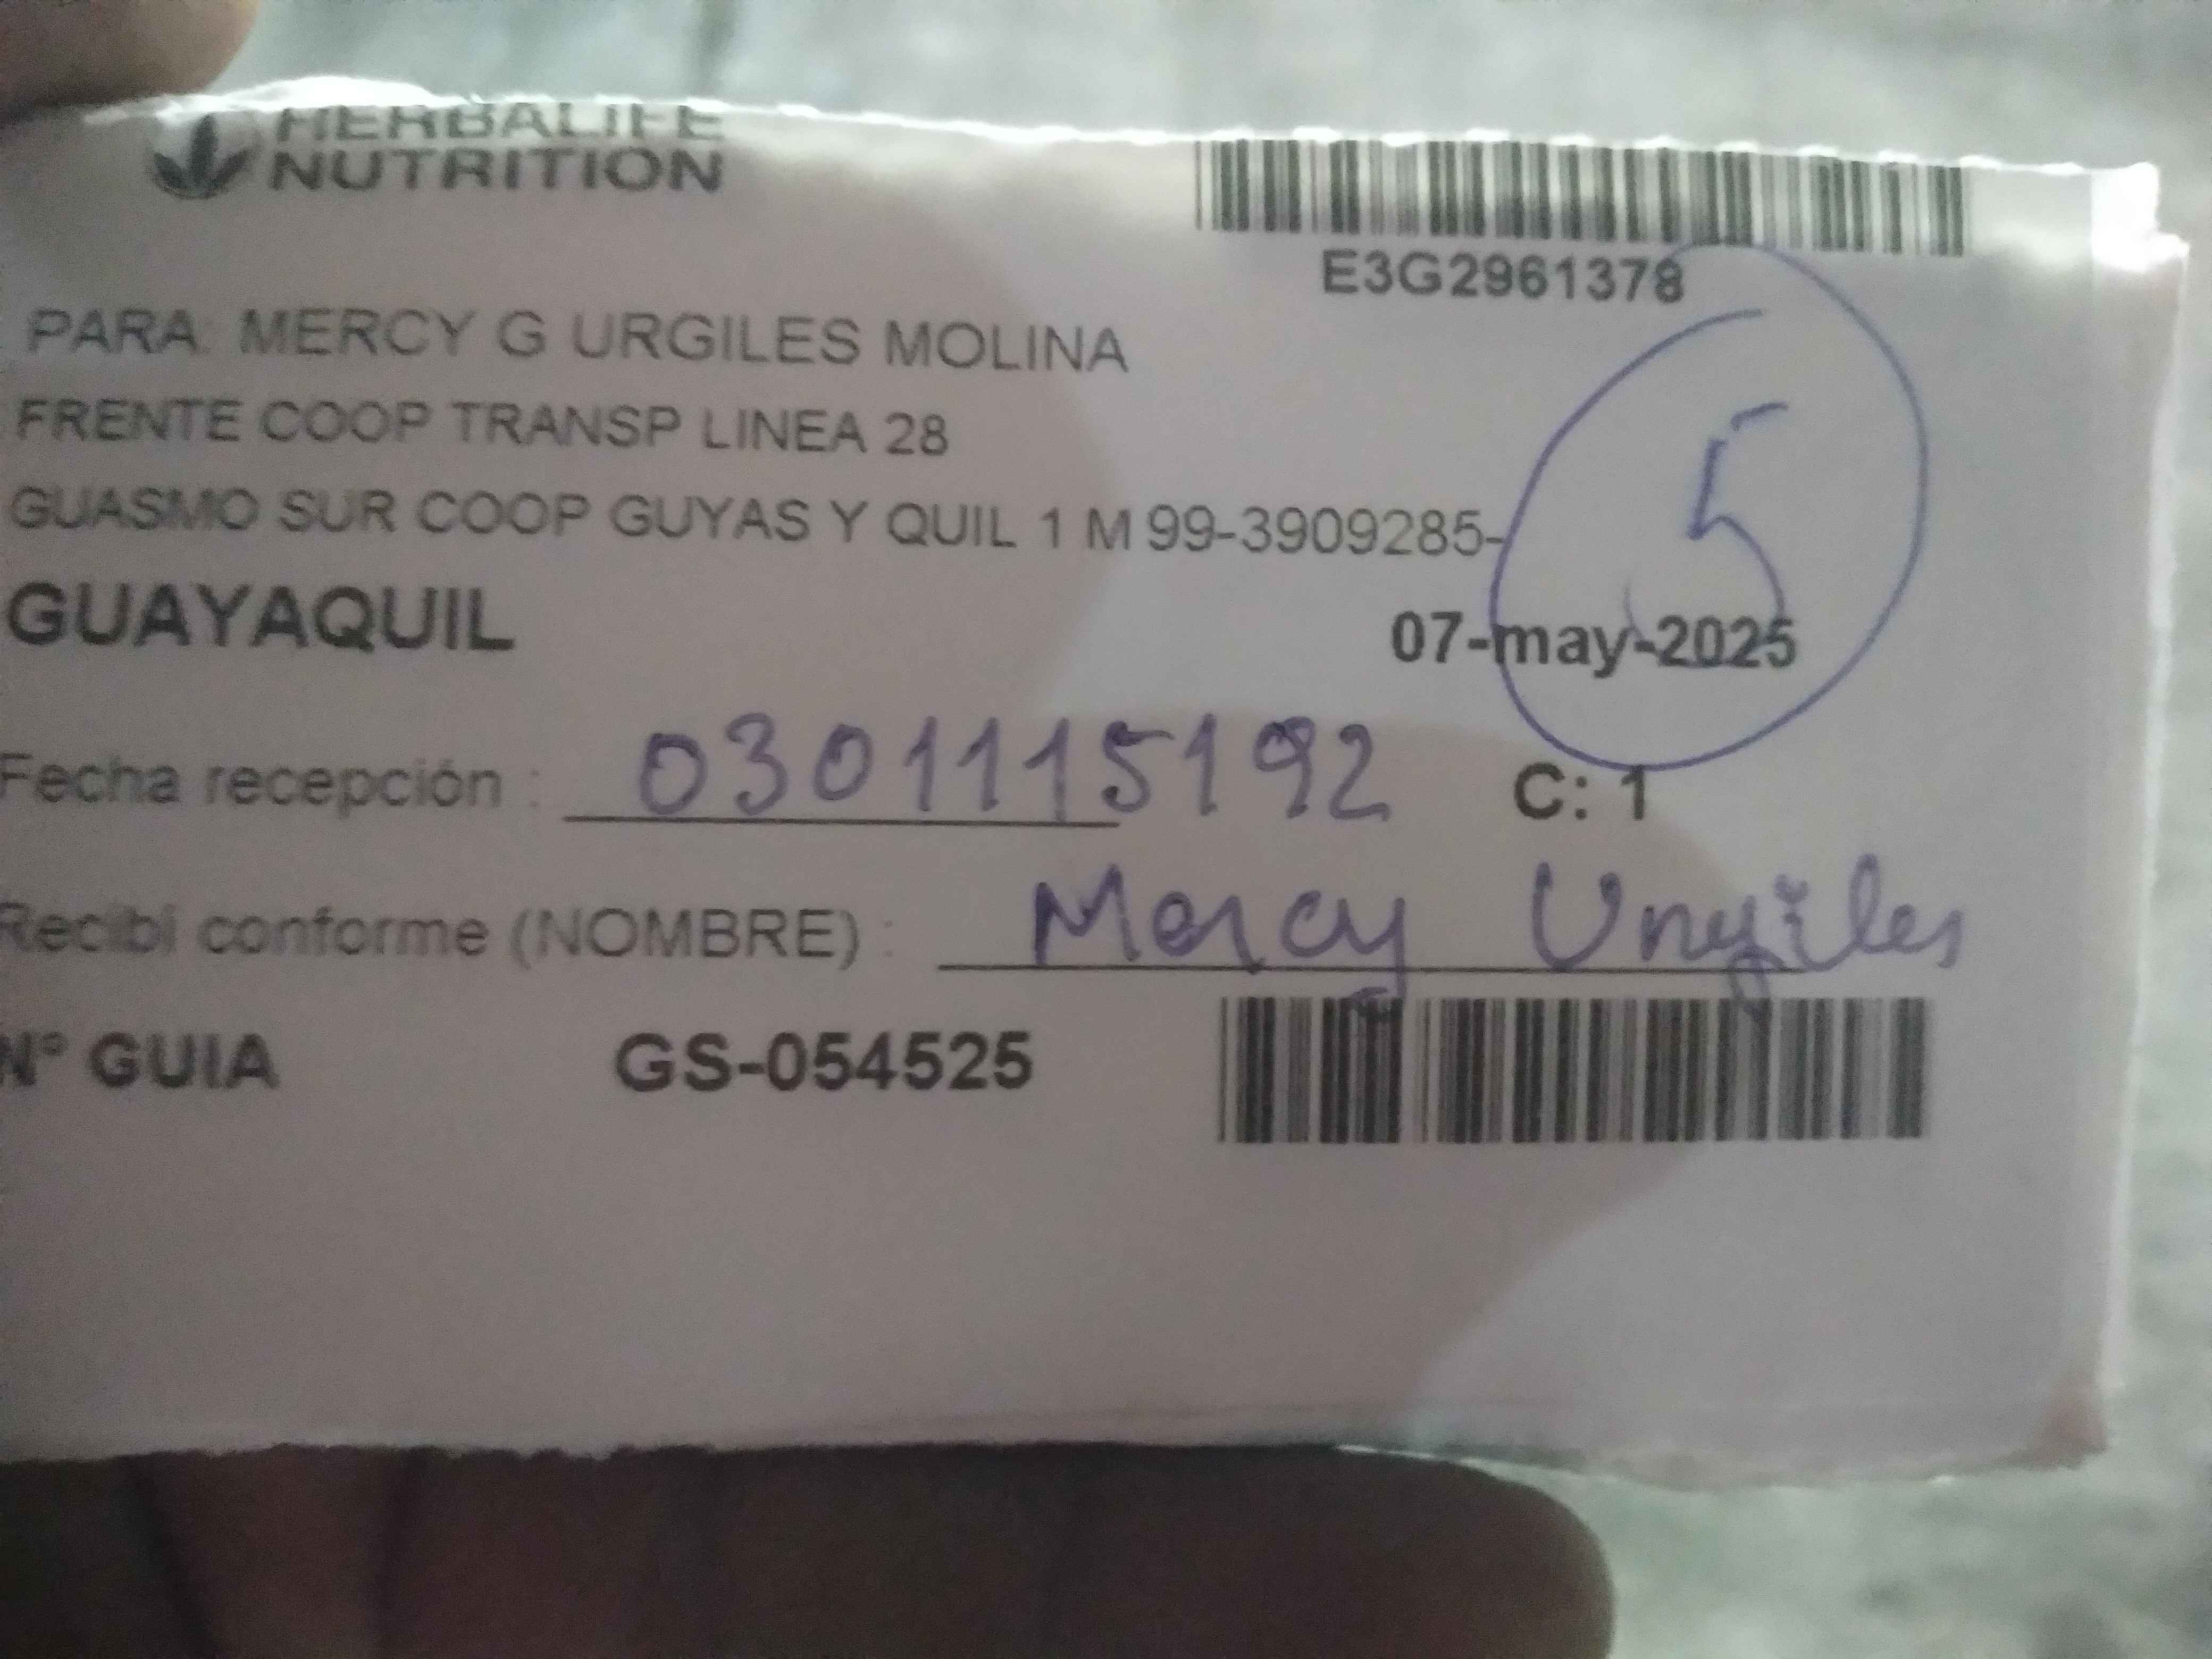 HERBALIFE
NUTRITION
E3G2961378
PARA: MERCY G URGILES MOLINA
FRENTE COOP TRANSP LINEA 28
GUASMO SUR COOP GUYAS Y QUIL 1 M 99-3909285-
5
GUAYAQUIL
07-may-2025
Fecha recepción : 0301115192 C: 1
Recibi conforme (NOMBRE) : Mercy Urgiles
N° GUIA GS-054525